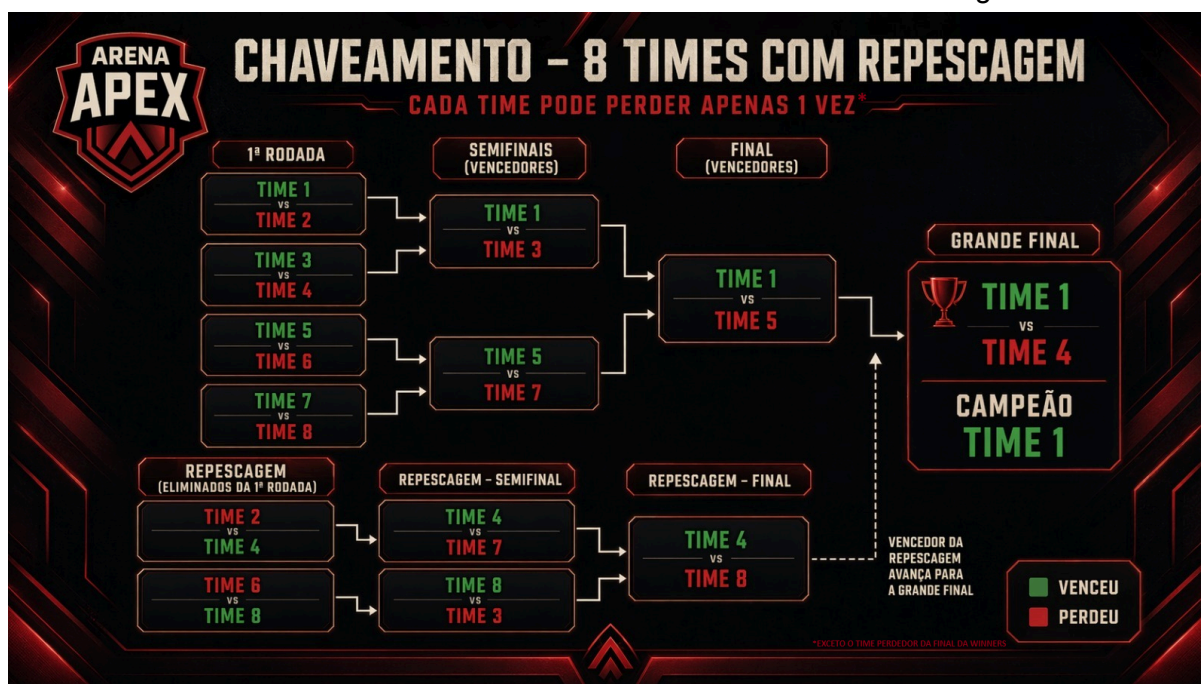 ARENA
APEX
CHAVEAMENTO – 8 TIMES COM REPESCAGEM
CADA TIME PODE PERDER APENAS 1 VEZ*
1ª RODADA
TIME 1
VS
TIME 2
TIME 3
VS
TIME 4
TIME 5
VS
TIME 6
TIME 7
VS
TIME 8
SEMIFINAIS
(VENCEDORES)
TIME 1
VS
TIME 3
TIME 5
VS
TIME 7
FINAL
(VENCEDORES)
TIME 1
VS
TIME 5
GRANDE FINAL
TIME 1
VS
TIME 4
CAMPEÃO
TIME 1
REPESCAGEM
(ELIMINADOS DA 1ª RODADA)
TIME 2
VS
TIME 4
TIME 6
VS
TIME 8
REPESCAGEM – SEMIFINAL
TIME 4
VS
TIME 7
TIME 8
VS
TIME 3
REPESCAGEM – FINAL
TIME 4
VS
TIME 8
VENCEDOR DA
REPESCAGEM
AVANÇA PARA
A GRANDE FINAL
VENCEU
PERDEU
*EXCETO O TIME PERDEDOR DA FINAL DA WINNERS